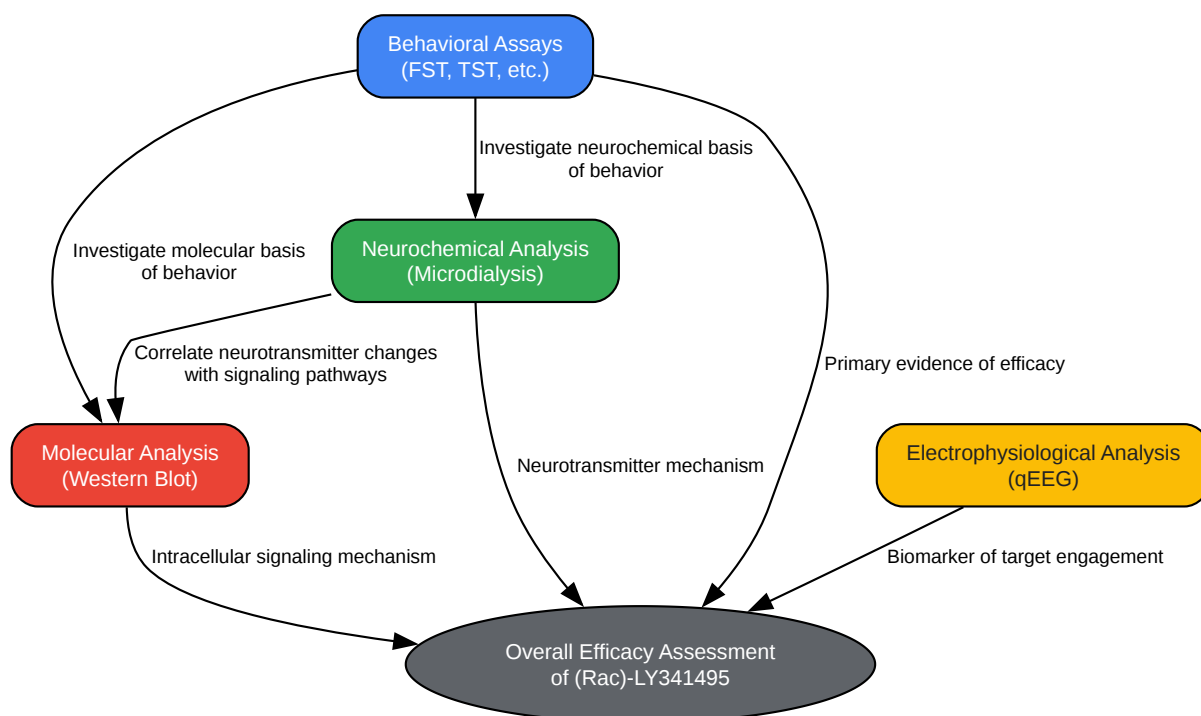 Behavioral Assays
(FST, TST, etc.)
Investigate neurochemical basis
of behavior
Neurochemical Analysis
(Microdialysis)
Investigate molecular basis
of behavior
Correlate neurotransmitter changes
with signaling pathways
Primary evidence of efficacy
Molecular Analysis
(Western Blot)
Neurotransmitter mechanism
Electrophysiological Analysis
(qEEG)
Intracellular signaling mechanism
Biomarker of target engagement
Overall Efficacy Assessment
of (Rac)-LY341495